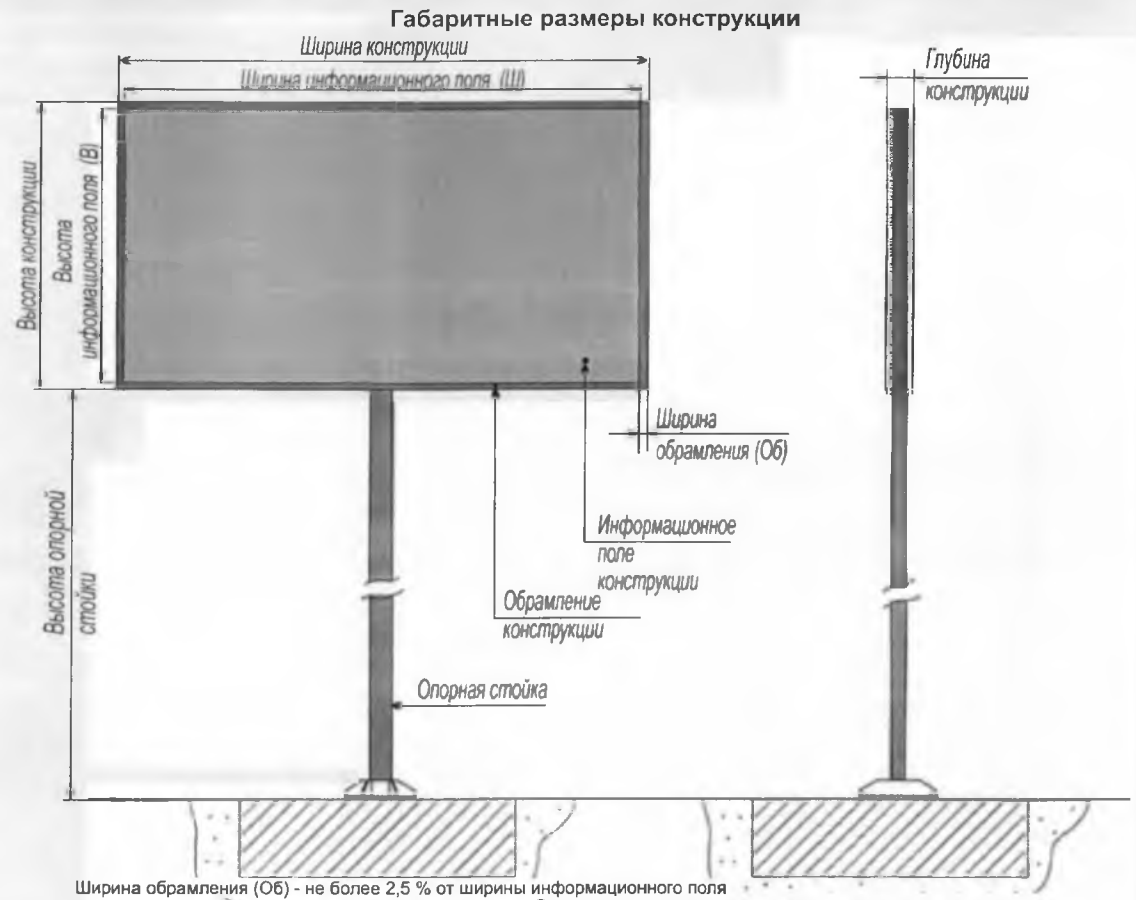 Габаритные размеры конструкции
Ширина конструкции
Ширина информационного поля (Ш)
Глубина
конструкции
Высота конструкции
Высота
информационного поля (В)
Ширина
обрамления (Об)
Высота опорной
стойки
Информационное
поле
конструкции
Обрамление
конструкции
Опорная стойка
Ширина обрамления (Об) - не более 2,5 % от ширины информационного поля